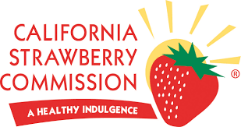 CALIFORNIA
STRAWBERRY
COMMISSION
®
A HEALTHY INDULGENCE